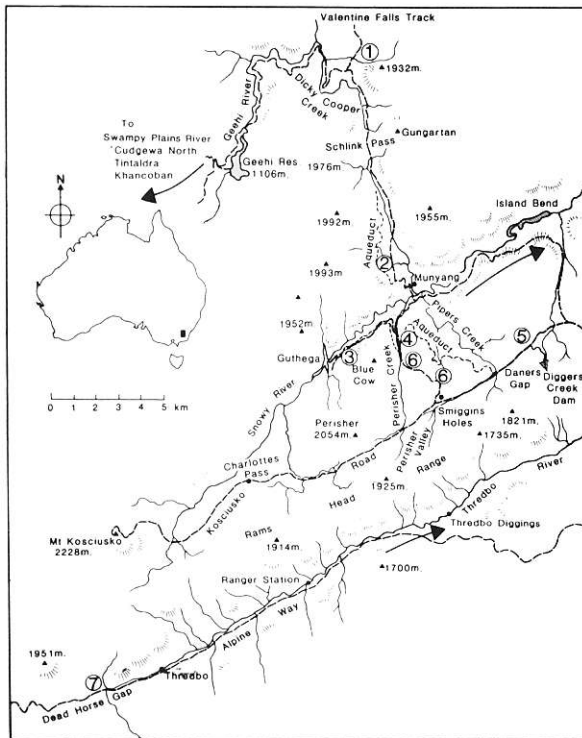 Valentine Falls Track
1
1932m.
Dicky Cooper
Creek
Geehi River
Gungartan
Schlink Pass
To
Swampy Plains River
Cudgewa North
Tintaldra
Khancoban
Geehi Res
1106m.
1976m
N
1955m.
Island Bend
1992m
Aqueduct
2
1993m
Munyang
Pipers Creek
1952m
Aqueduct
4
5
Guthega
3
Blue
Cow
6
6
Perisher Creek
Daners
Gap
Diggers
Creek
Dam
Snowy River
0 1 2 3 4 5
km
Smiggins
Holes
1821m
Perisher
2054m
Perisher
Valley
1735m
Charlottes
Pass
Kosciusko Road
1925m
Rams Head Range
Thredbo River
Mt Kosciusko
2228m.
1914m
Thredbo Diggings
Ranger Station
1700m.
Alpine Way
1951m
7
Thredbo
Dead Horse Gap